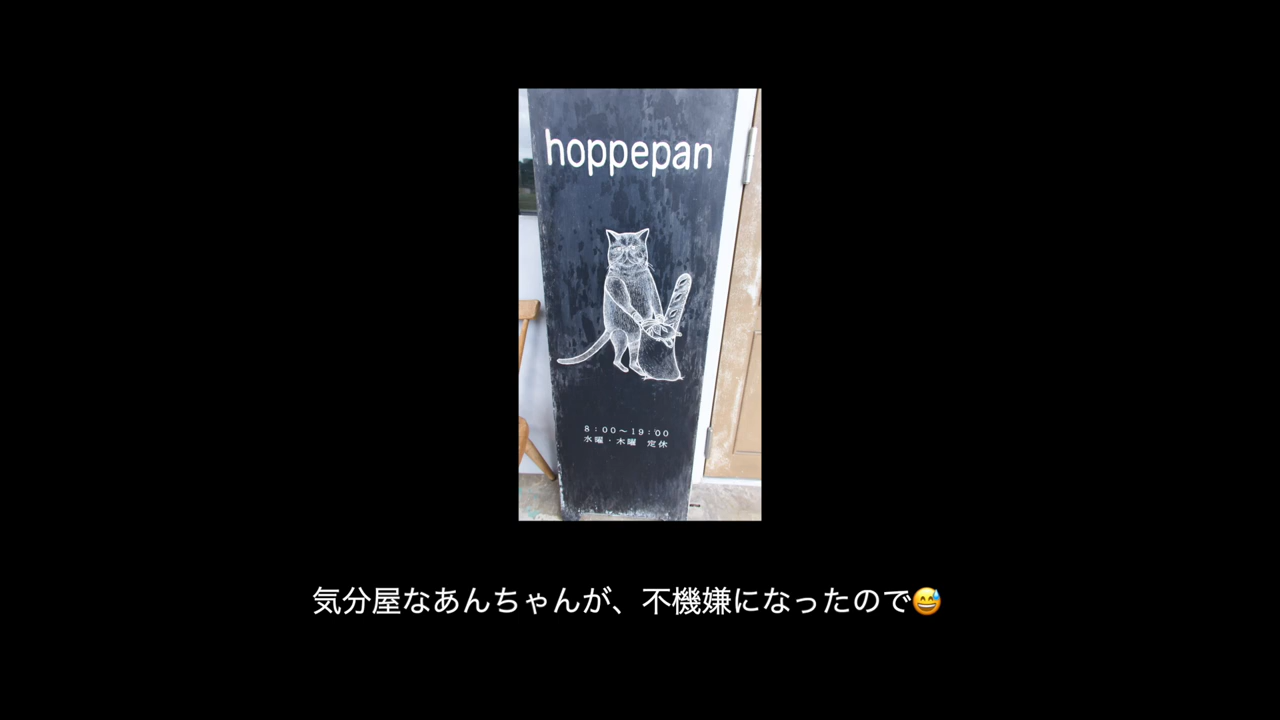 hoppepan
8:00〜19:00
水曜・木曜 定休
気分屋なあんちゃんが、不機嫌になったので😅